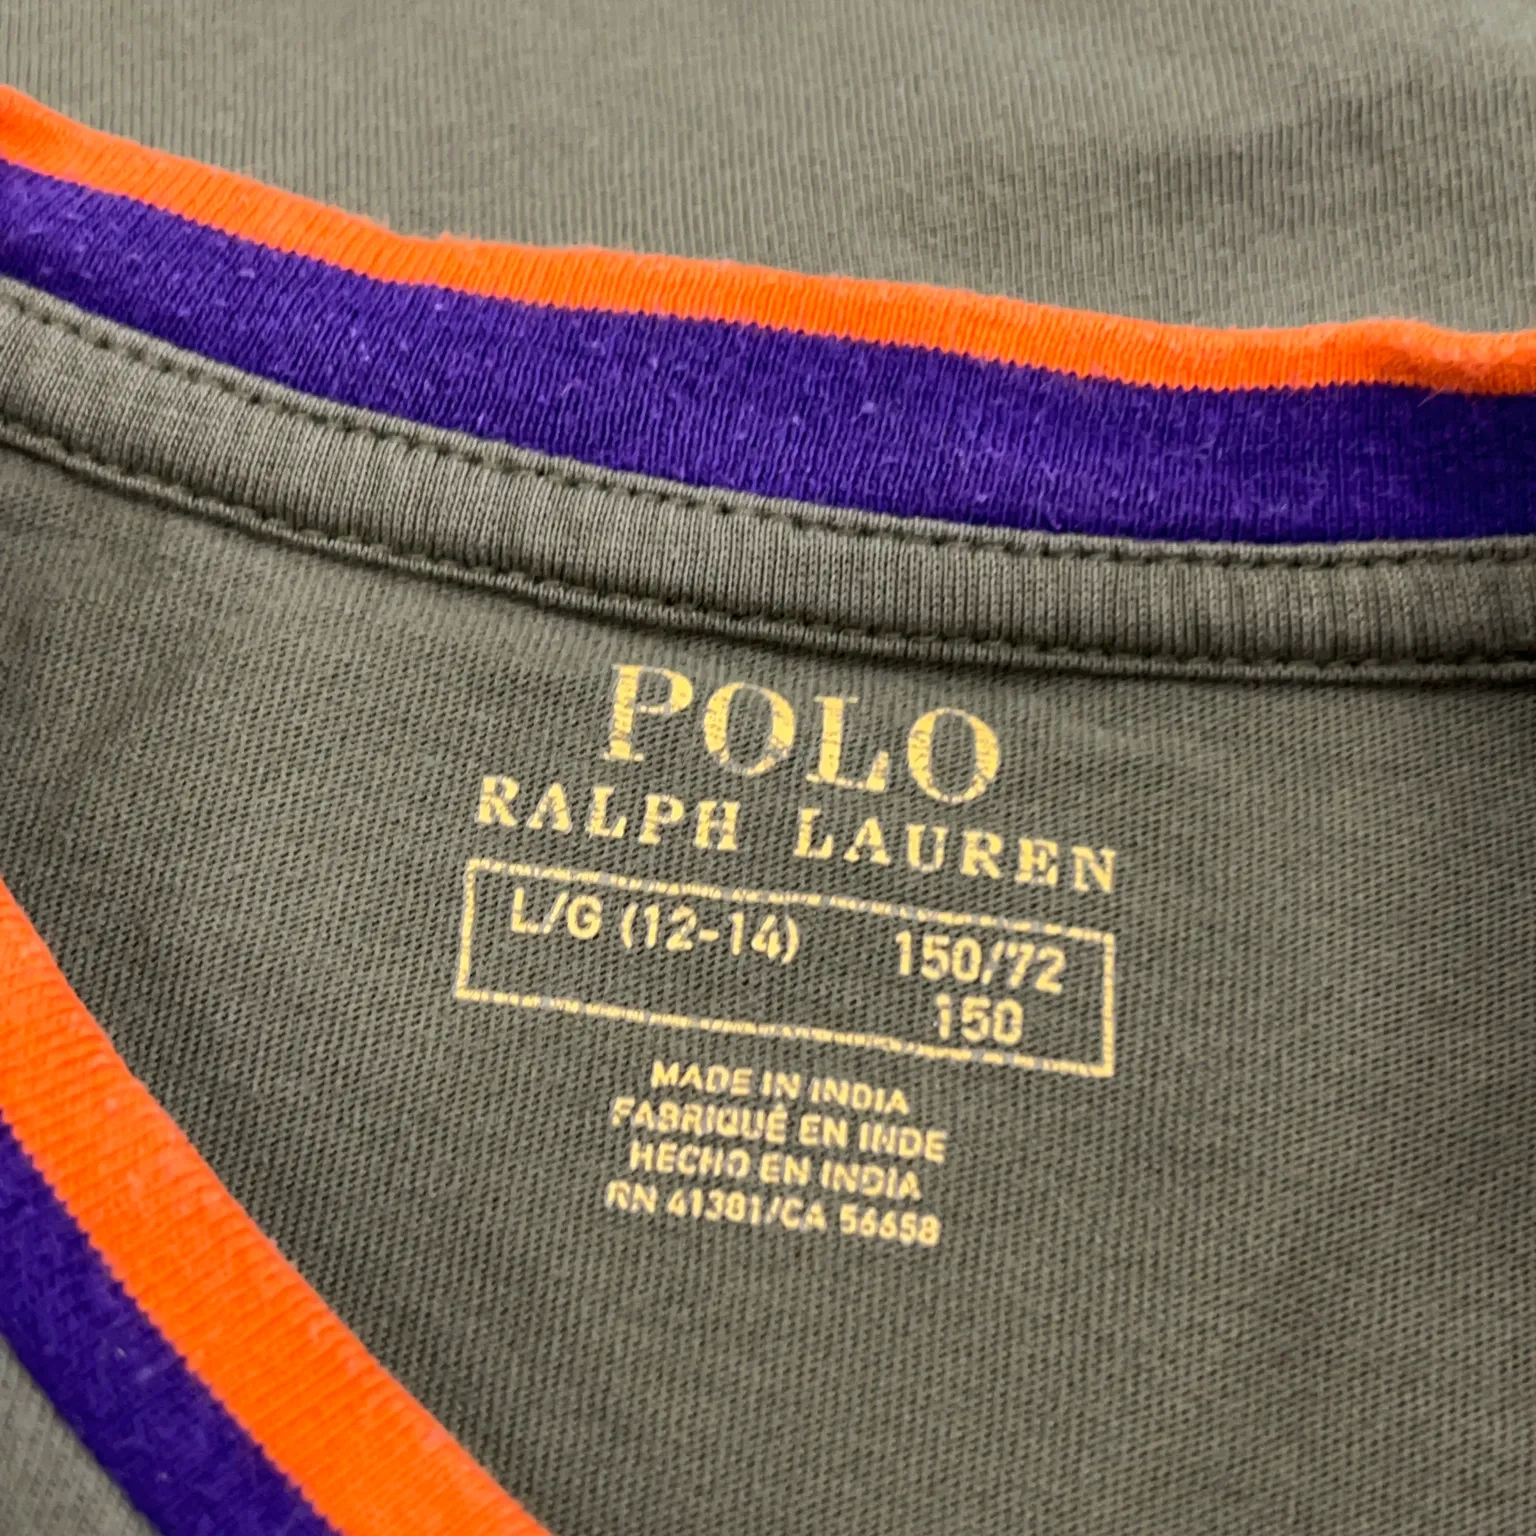 POLO
RALPH LAUREN
L/G (12-14) 150/72
150
MADE IN INDIA
FABRIQUÉ EN INDE
HECHO EN INDIA
RN 41381/CA 56658